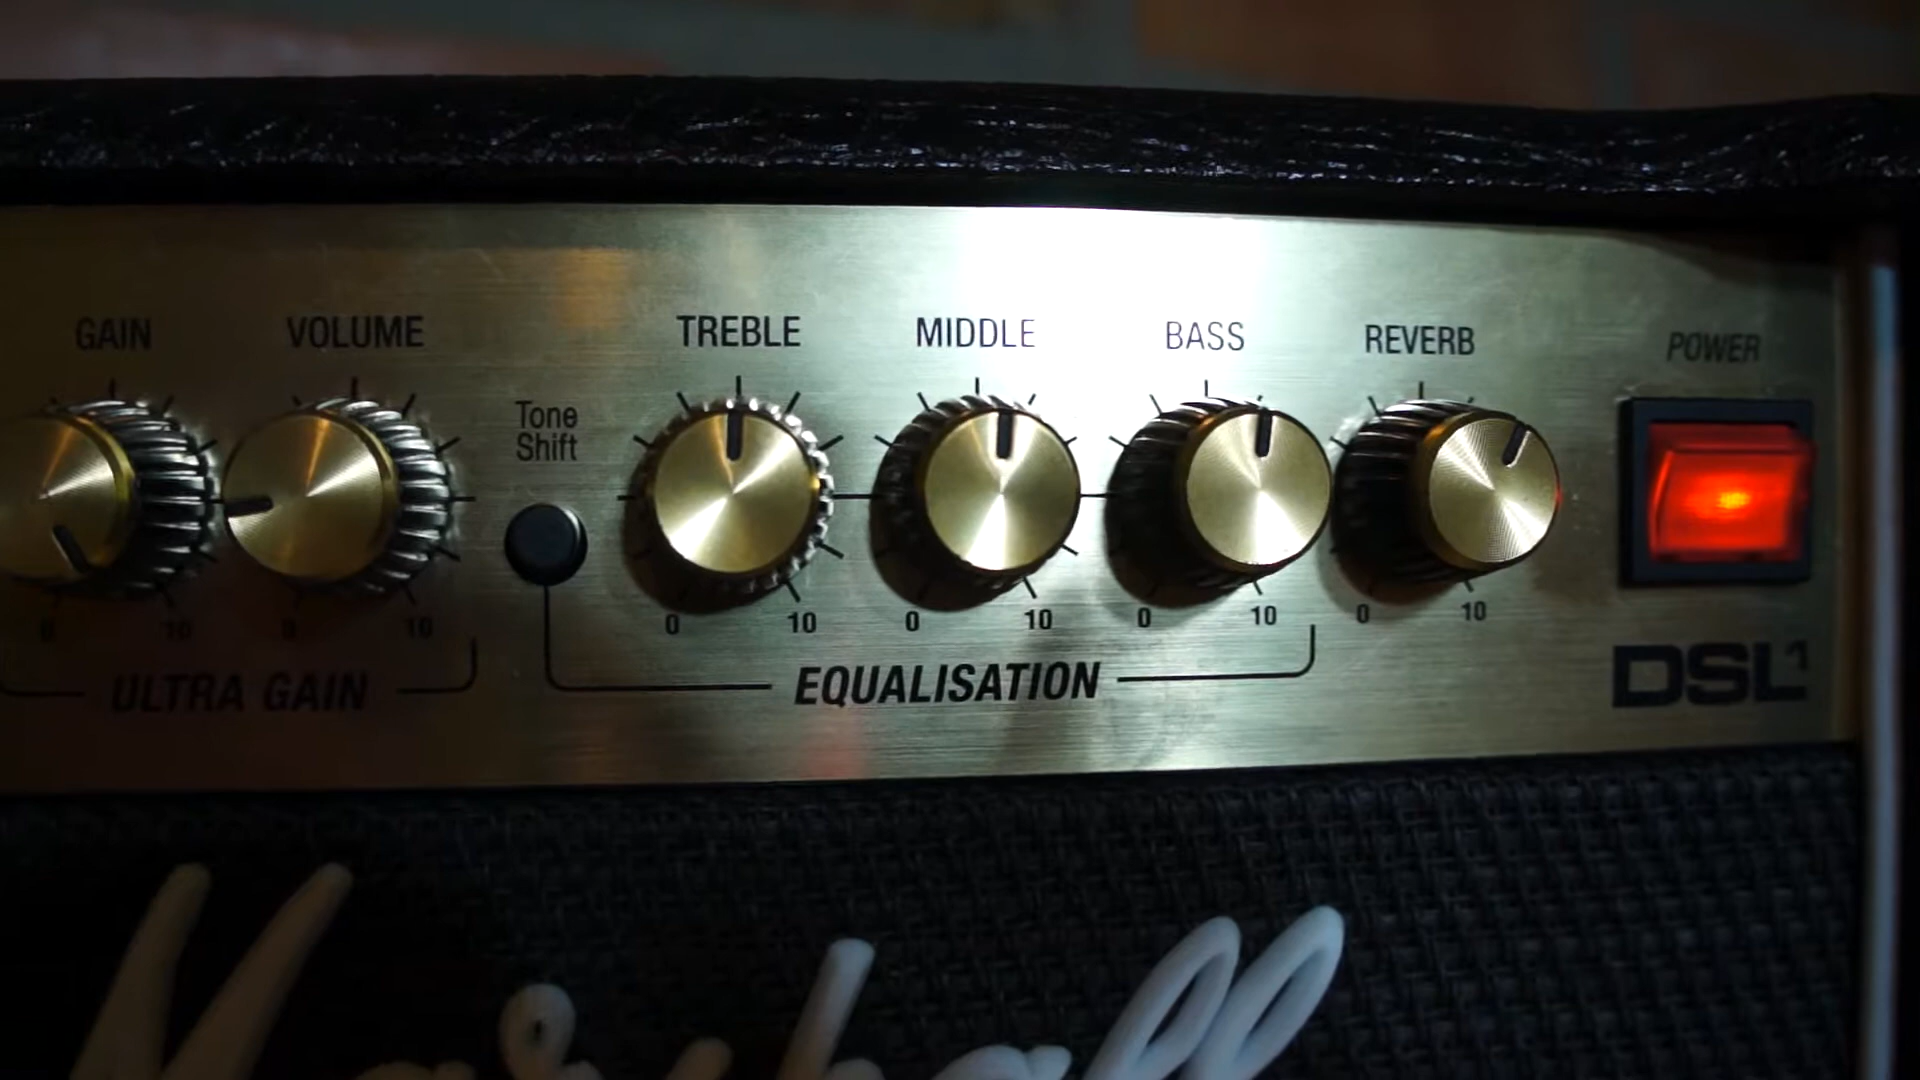 GAIN VOLUME TREBLE MIDDLE BASS REVERB POWER
Tone
Shift
0 10 0 10 0 10 0 10 0 10 0 10
ULTRA GAIN EQUALISATION DSL1
Marshall